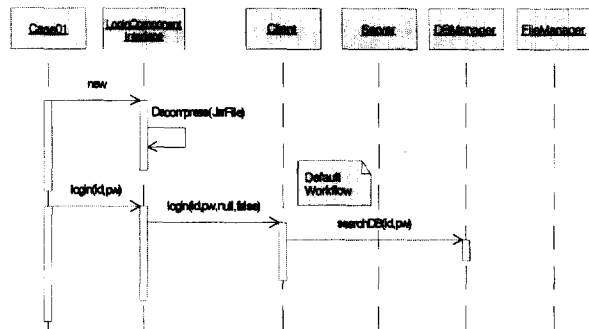 Case01
LoginComponent
Interface
Client
Server
DBManager
FileManager
new
Decompress(JarFile)
Default
Workflow
login(id,pw)
login(id,pw,null,false)
searchDB(id,pw)